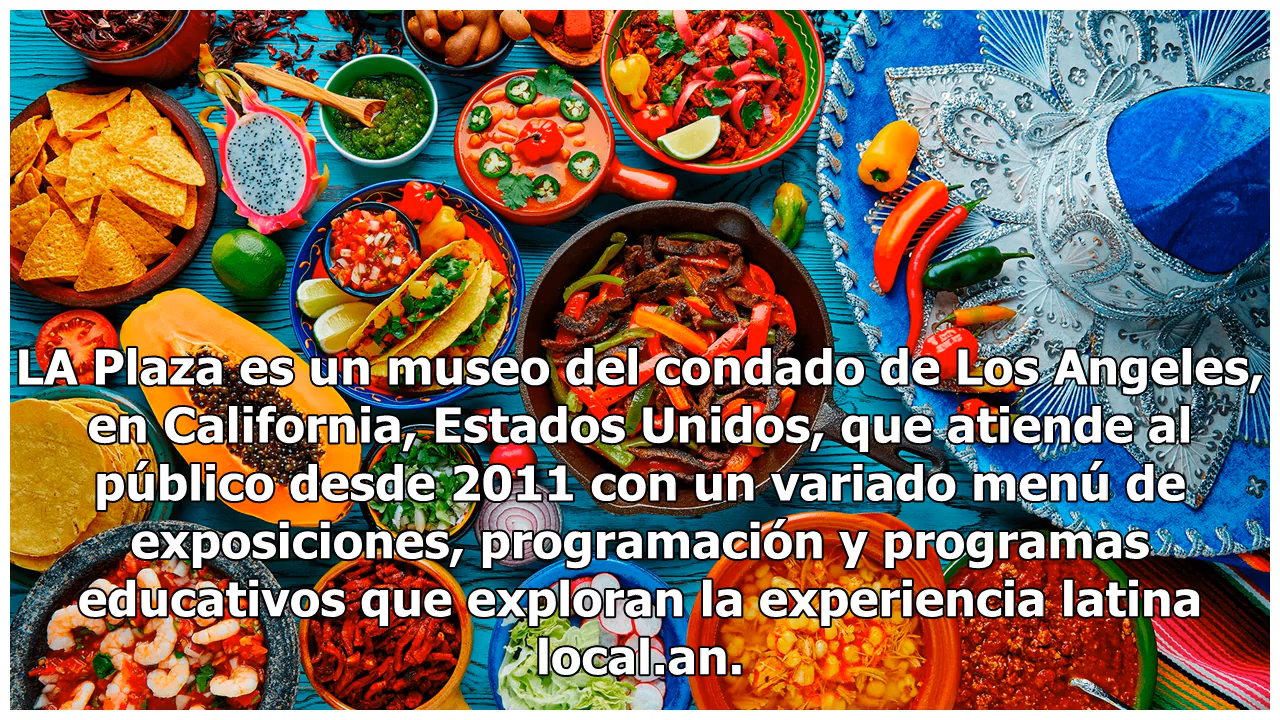 LA Plaza es un museo del condado de Los Angeles,
en California, Estados Unidos, que atiende al
público desde 2011 con un variado menú de
exposiciones, programación y programas
educativos que exploran la experiencia latina
local.an.